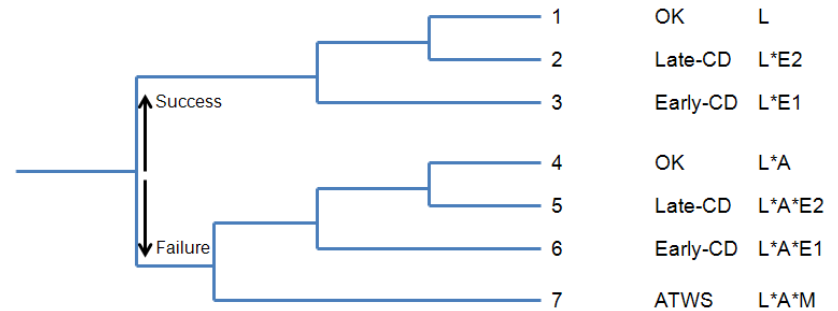 1 OK L
2 Late-CD L*E2
Success
3 Early-CD L*E1
4 OK L*A
5 Late-CD L*A*E2
Failure
6 Early-CD L*A*E1
7 ATWS L*A*M